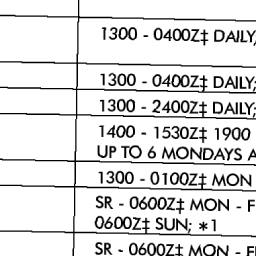 1300 - 0400Z‡ DAILY;
1300 - 0400Z‡ DAILY;
1300 - 2400Z‡ DAILY;
1400 - 1530Z‡ 1900
UP TO 6 MONDAYS
1300 - 0100Z‡ MON
SR - 0600Z‡ MON -
0600Z‡ SUN; *1
SR - 0600Z‡ MON -